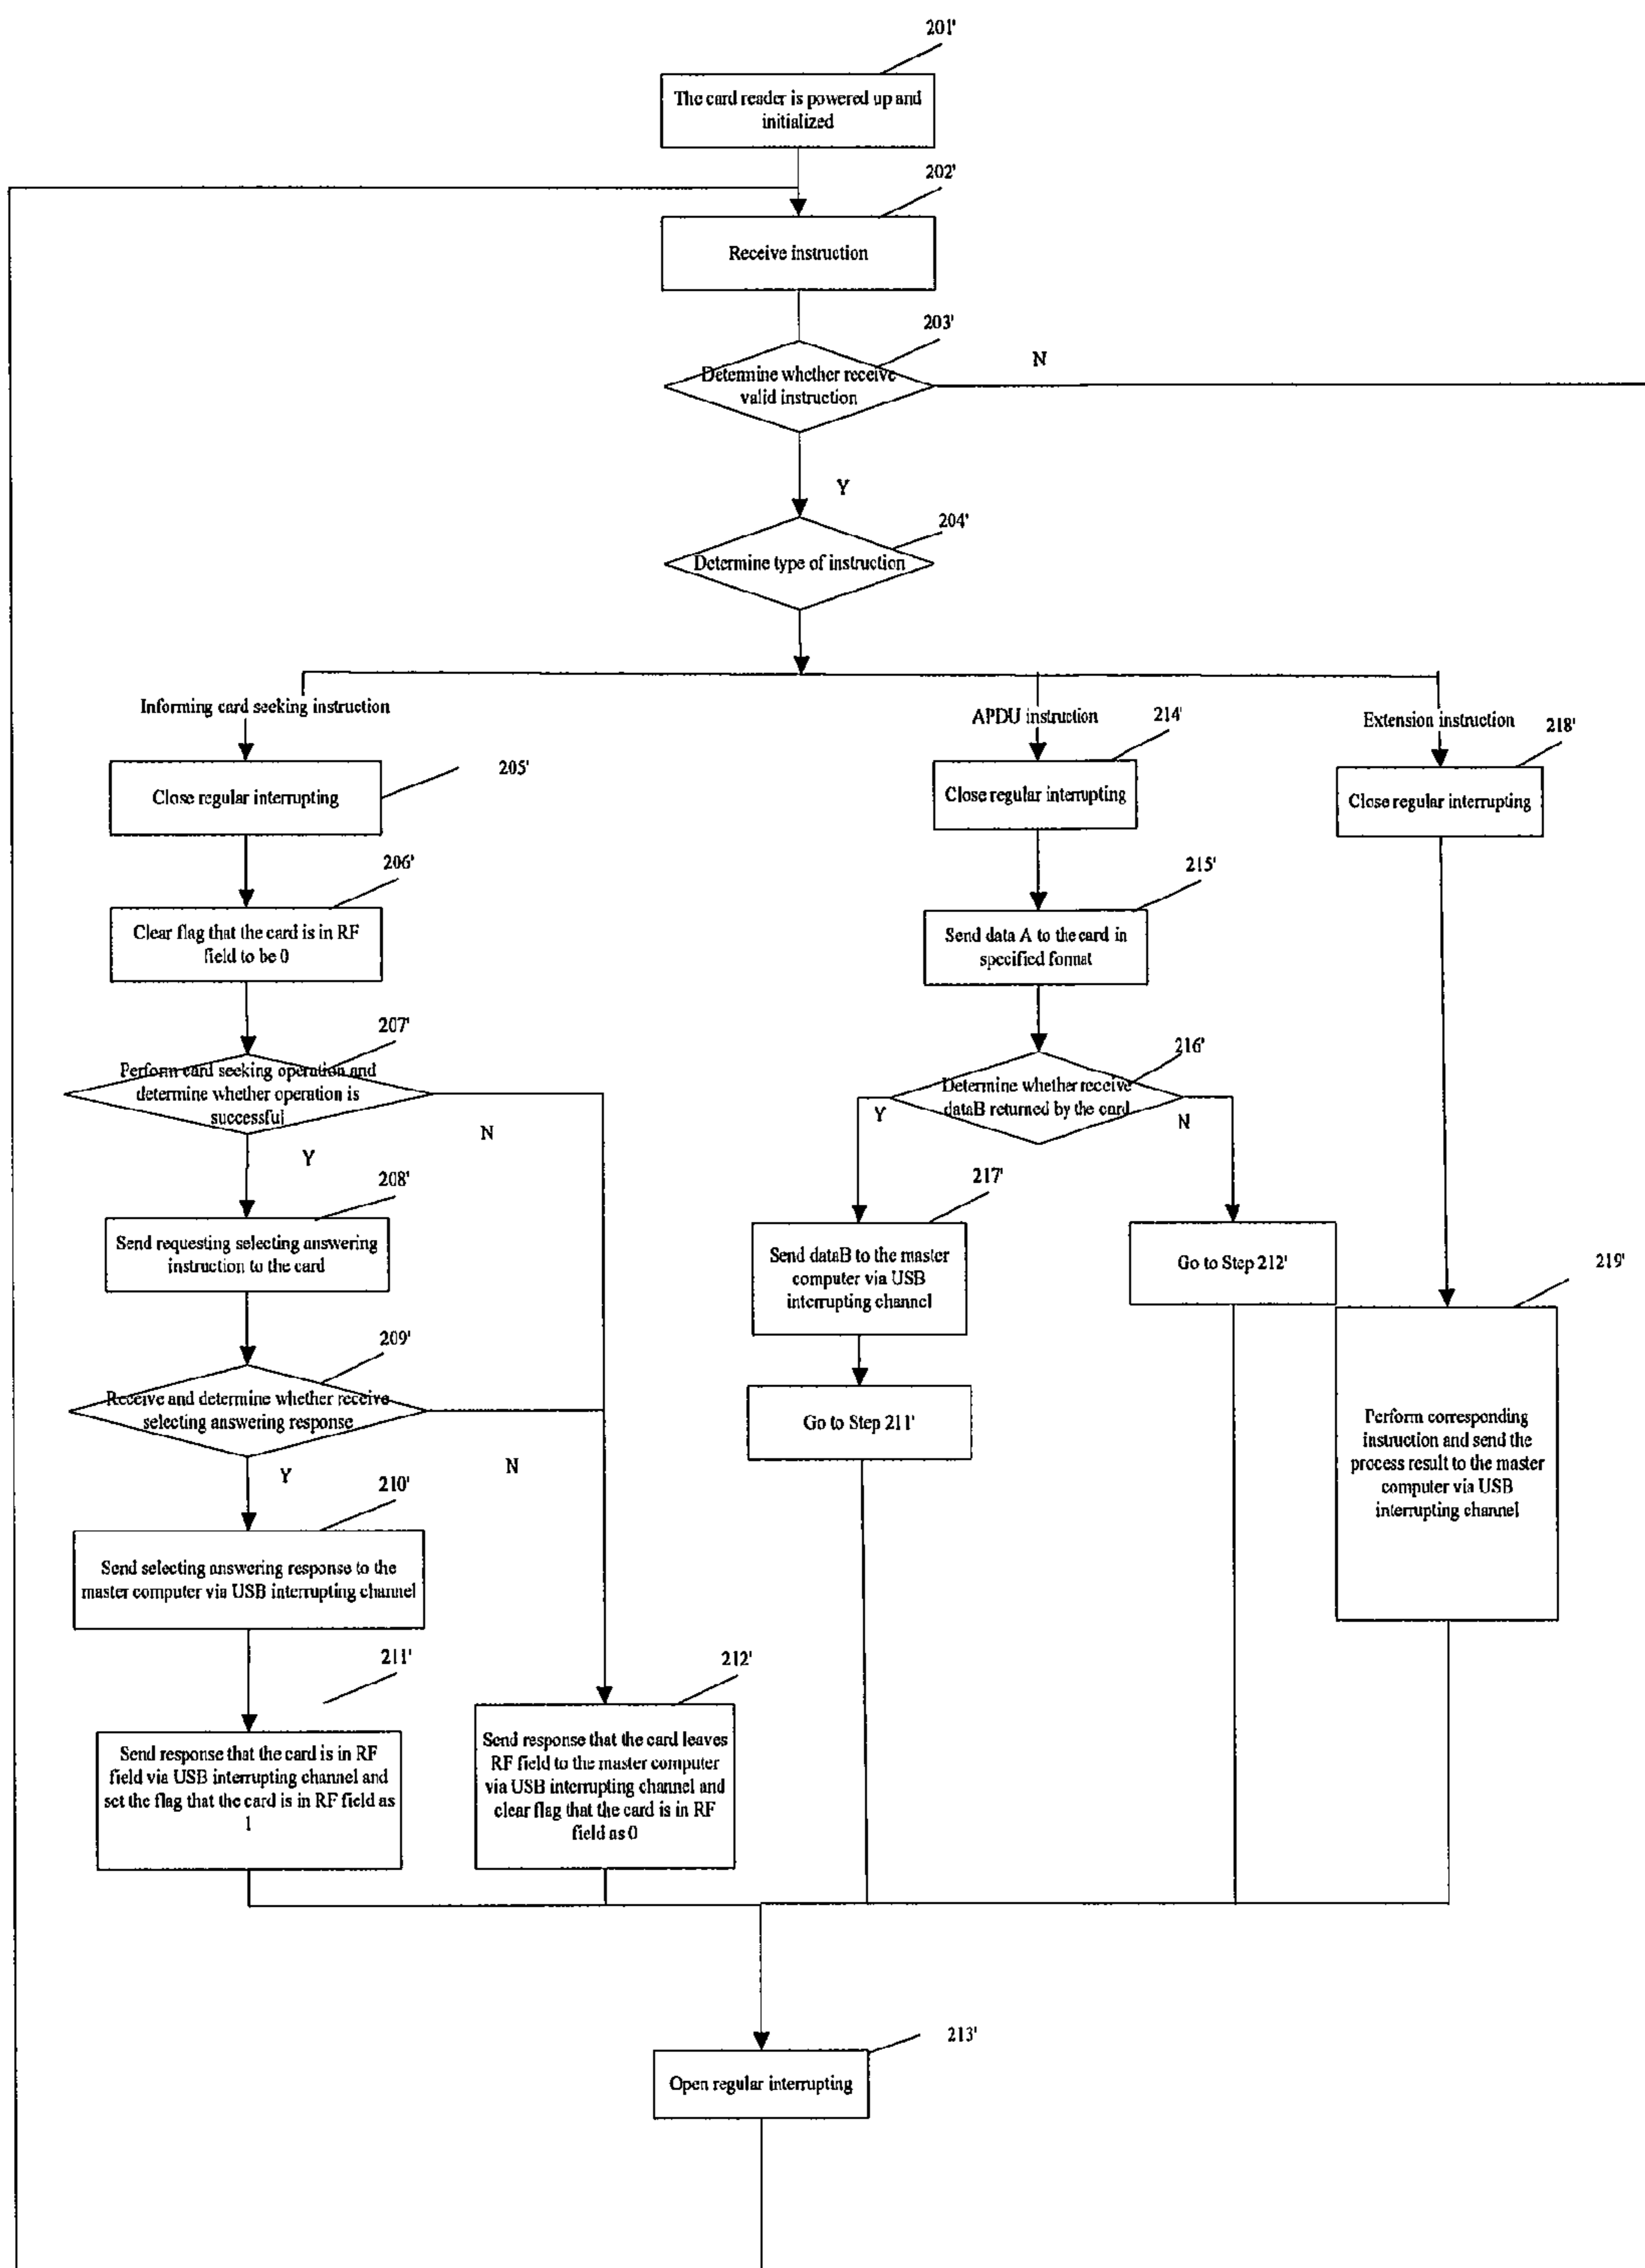 201'
The card reader is powered up and
initialized
202'
Receive instruction
203'
Determine whether receive
valid instruction
N
Y
204'
Determine type of instruction
Informing card seeking instruction
APDU instruction
214'
Extension instruction
218'
205'
Close regular interrupting
Close regular interrupting
Close regular interrupting
206'
Clear flag that the card is in RF
field to be 0
215'
Send data A to the card in
specified format
207'
Perform card seeking operation and
determine whether operation is
successful
N
Y
216'
Determine whether receive
dataB returned by the card
Y
N
208'
Send requesting selecting answering
instruction to the card
217'
Send dataB to the master
computer via USB
interrupting channel
Go to Step 212'
219'
209'
Receive and determine whether receive
selecting answering response
Y
N
Go to Step 211'
Perform corresponding
instruction and send the
process result to the master
computer via USB
interrupting channel
210'
Send selecting answering response to the
master computer via USB interrupting channel
211'
Send response that the card is in RF
field via USB interrupting channel and
set the flag that the card is in RF field as
1
212'
Send response that the card leaves
RF field to the master computer
via USB interrupting channel and
clear flag that the card is in RF
field as 0
213'
Open regular interrupting